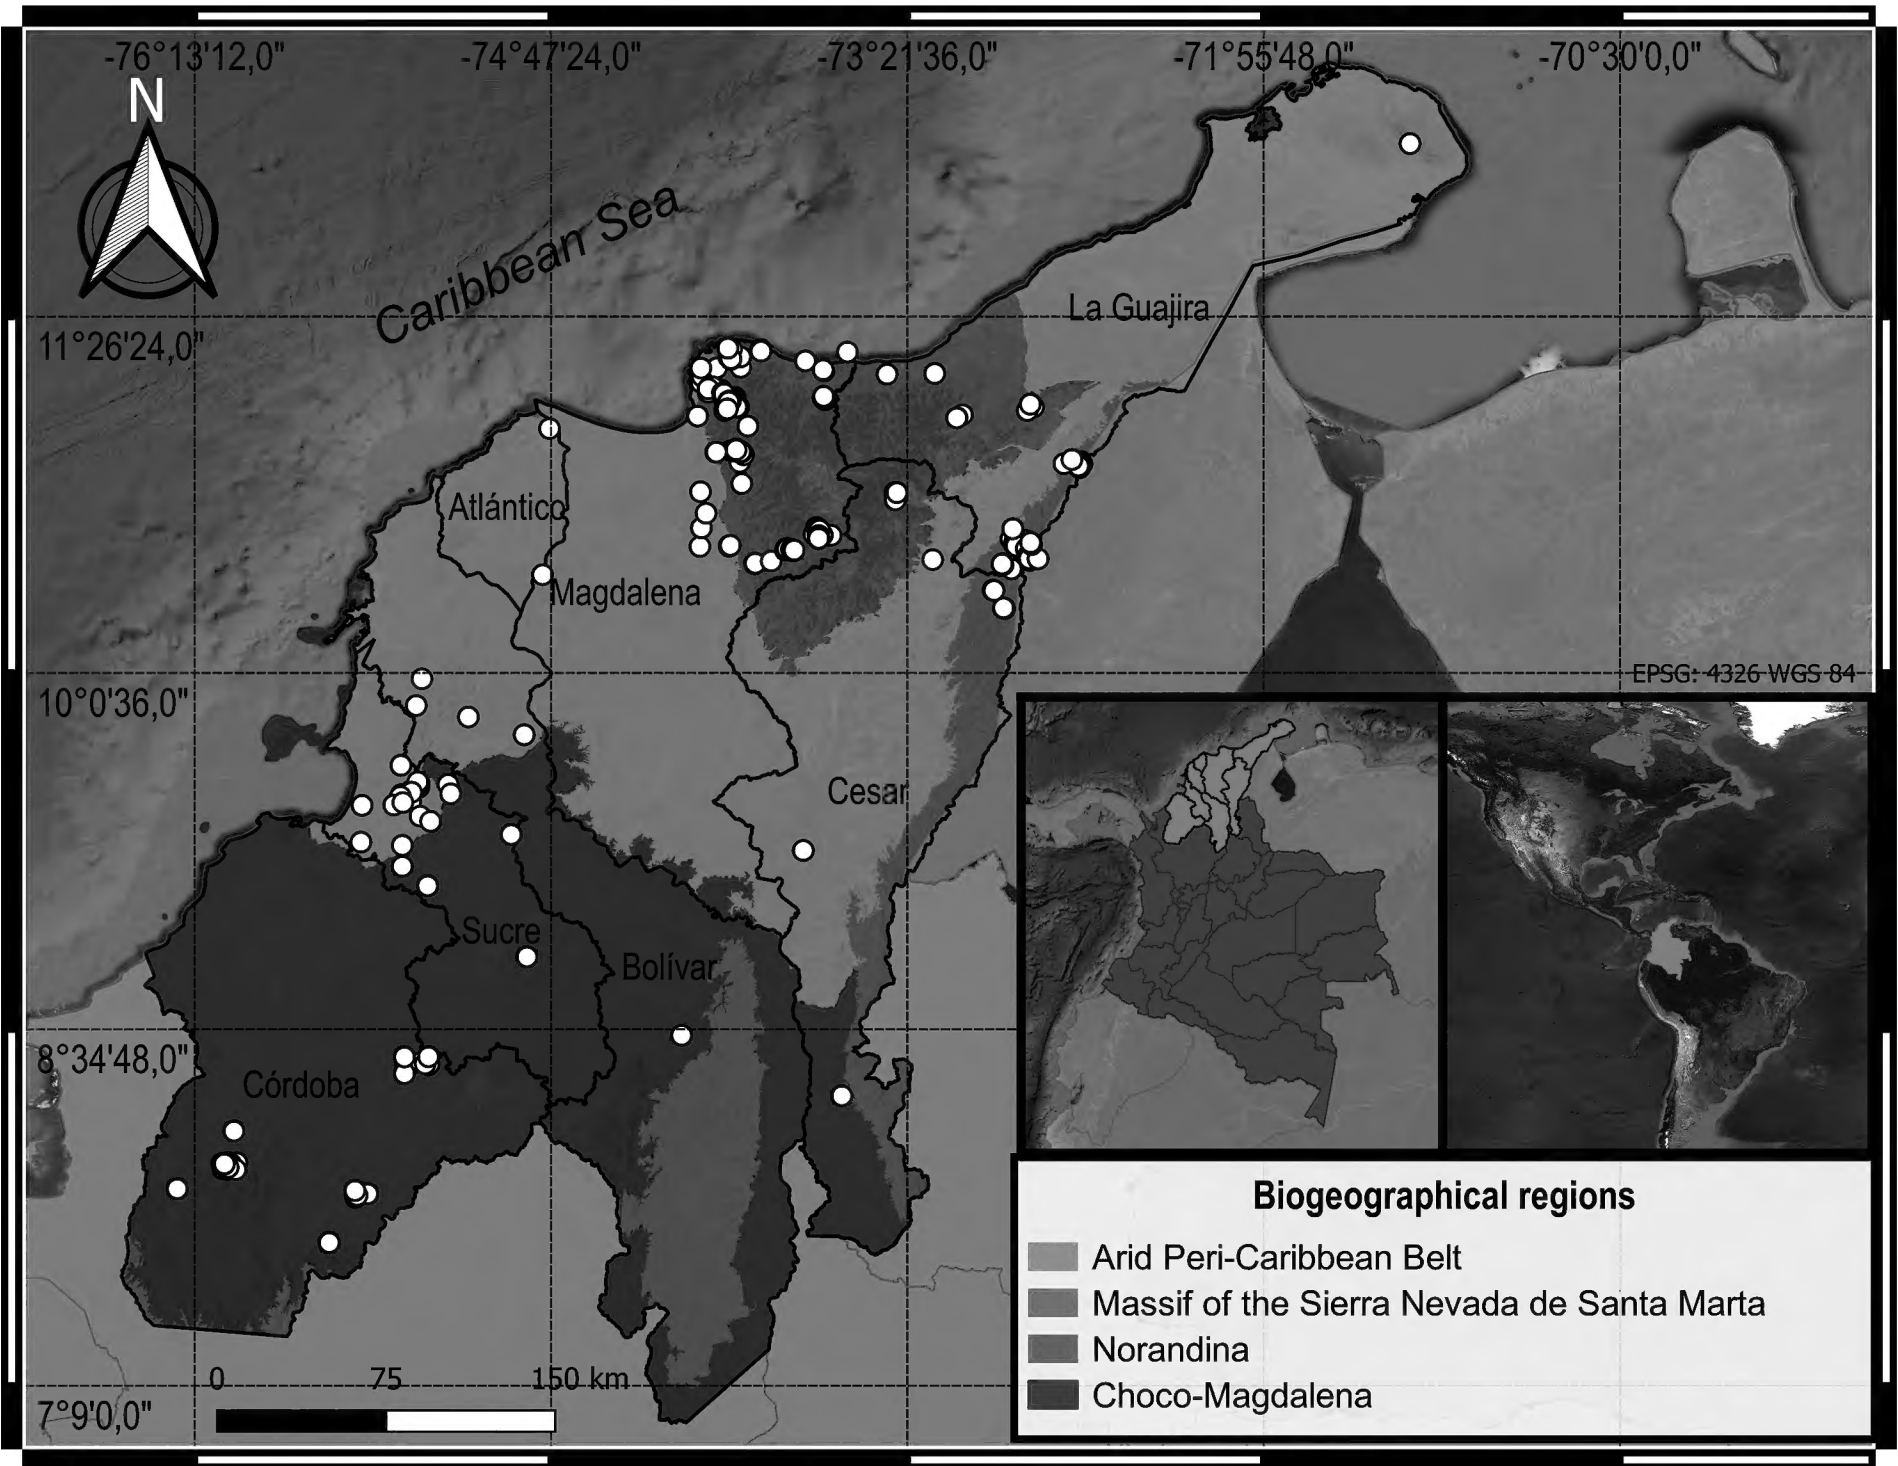 -76°13'12,0"
-74°47'24,0"
-73°21'36,0"
-71°55'48,0"
-70°30'0,0"
N
Caribbean Sea
La Guajira
11°26'24,0"
Atlántico
Magdalena
EPSG: 4326 WGS 84
10°0'36,0"
Cesar
Sucre
Bolívar
8°34'48,0"
Córdoba
Biogeographical regions
Arid Peri-Caribbean Belt
Massif of the Sierra Nevada de Santa Marta
Norandina
Choco-Magdalena
0 75 150 km
7°9'0,0"